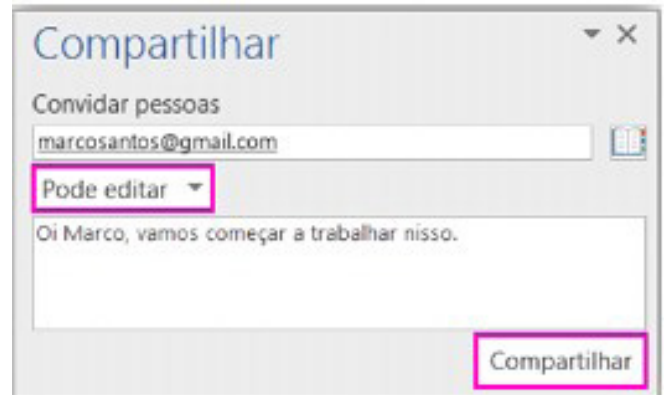 Compartilhar
Convidar pessoas
marcosantos@gmail.com
Pode editar
Oi Marco, vamos começar a trabalhar nisso.
Compartilhar